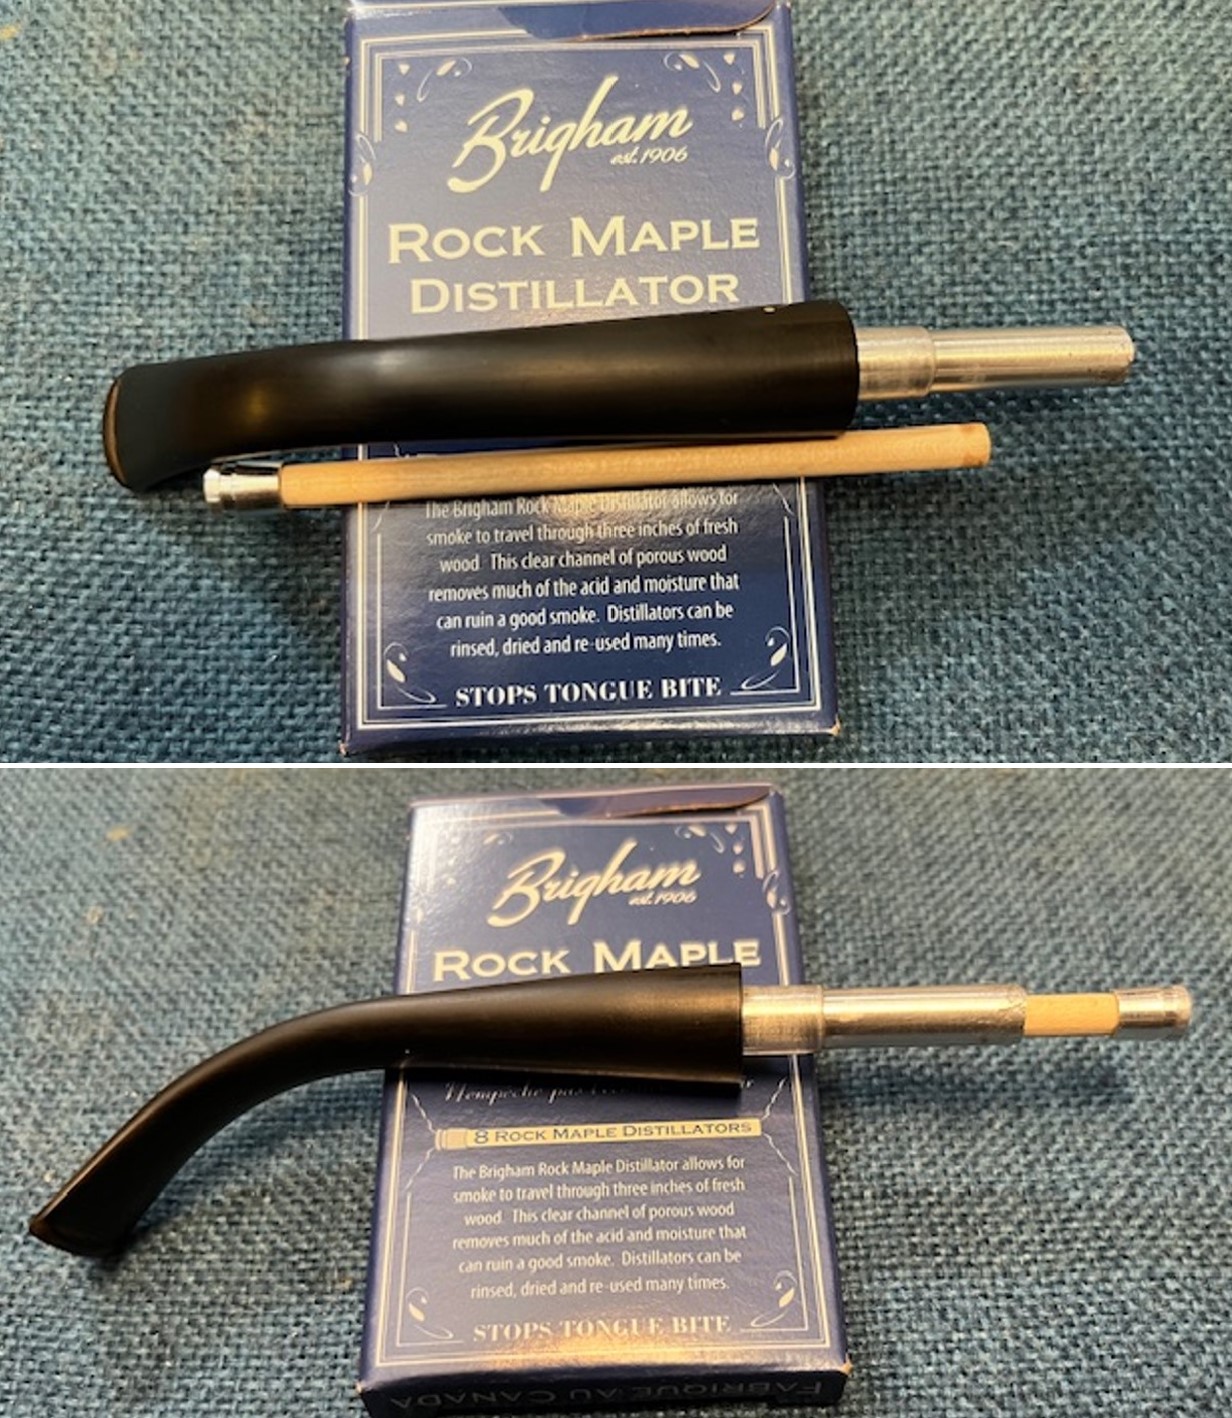 Brigham
est. 1906
ROCK MAPLE
DISTILLATOR
The Brigham Rock Maple Distillator allows for
smoke to travel through three inches of fresh
wood. This clear channel of porous wood
removes much of the acid and moisture that
can ruin a good smoke. Distillators can be
rinsed, dried and re-used many times.
STOPS TONGUE BITE
Brigham
est. 1906
ROCK MAPLE
8 ROCK MAPLE DISTILLATORS
The Brigham Rock Maple Distillator allows for
smoke to travel through three inches of fresh
wood. This clear channel of porous wood
removes much of the acid and moisture that
can ruin a good smoke. Distillators can be
rinsed, dried and re-used many times.
STOPS TONGUE BITE
FABRIQUÉ AU CANADA